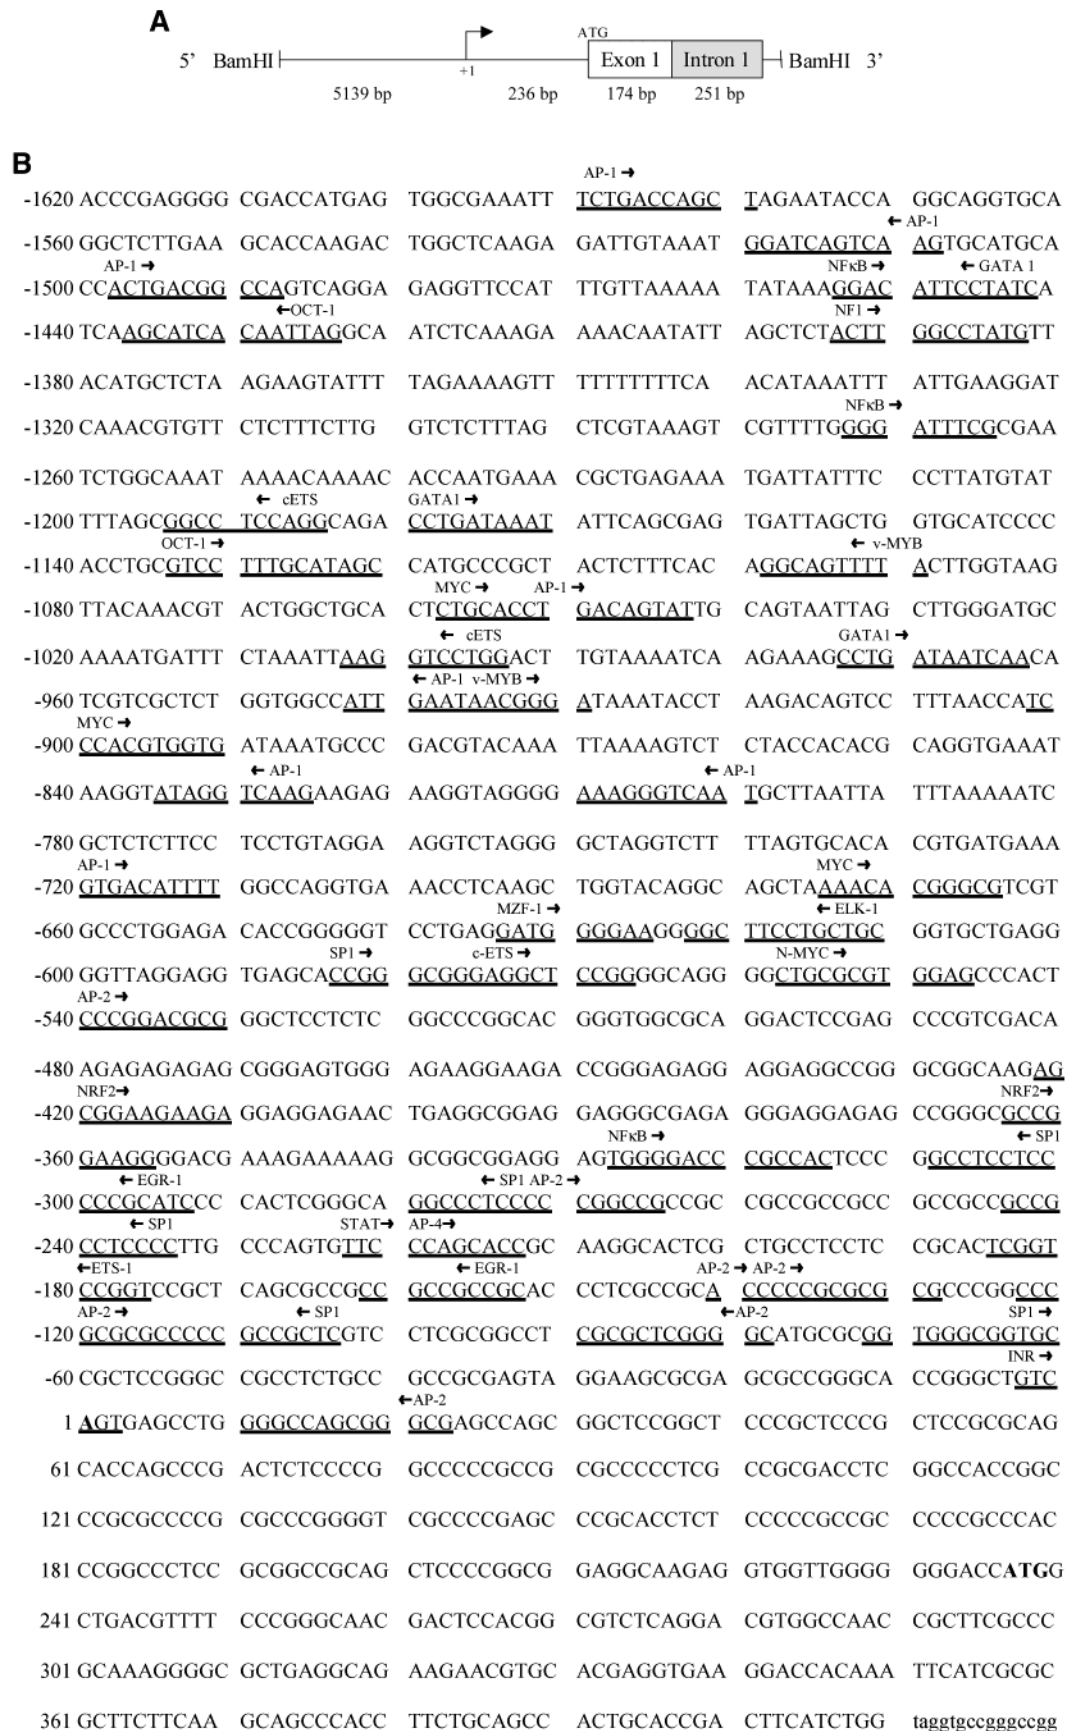 A
ATG
5' BamHI Exon 1 Intron 1 BamHI 3'
+1
5139 bp 236 bp 174 bp 251 bp
B
AP-1 →
-1620 ACCCGAGGGG CGACCATGAG TGGCGAAATT TCTGACCAGC TAGAATACCA GGCAGGTGCA
← AP-1
-1560 GGCTCTTGAA GCACCAAGAC TGGCTCAAGA GATTGTAAAT GGATCAGTCA AGTGCATGCA
AP-1 → NFκB → ← GATA 1
-1500 CCACTGACGG CCAGTCAGGA GAGGTTCCAT TTGTTAAAAA TATAAAGGAC ATTCCTATCA
←OCT-1 NF1 →
-1440 TCAAGCATCA CAATTAGGCA ATCTCAAAGA AAACAATATT AGCTCTACTT GGCCTATGTT
-1380 ACATGCTCTA AGAAGTATTT TAGAAAAGTT TTTTTTTTCA ACATAAATTT ATTGAAGGAT
NFκB →
-1320 CAAACGTGTT CTCTTTCTTG GTCTCTTTAG CTCGTAAAGT CGTTTTGGGG ATTTCGCGAA
-1260 TCTGGCAAAT AAAACAAAAC ACCAATGAAA CGCTGAGAAA TGATTATTTC CCTTATGTAT
← cETS GATA1 →
-1200 TTTAGCGGCC TCCAGGCAGA CCTGATAAAT ATTCAGCGAG TGATTAGCTG GTGCATCCCC
OCT-1 → ← v-MYB
-1140 ACCTGCGTCC TTTGCATAGC CATGCCCGCT ACTCTTTCAC AGGCAGTTTT ACTTGGTAAG
MYC → AP-1 →
-1080 TTACAAACGT ACTGGCTGCA CTCTGCACCT GACAGTATTG CAGTAATTAG CTTGGGATGC
← cETS GATA1 →
-1020 AAAATGATTT CTAAATTAAG GTCCTGGACT TGTAAAATCA AGAAAGCCTG ATAATCAACA
← AP-1 v-MYB →
-960 TCGTCGCTCT GGTGGCCATT GAATAACGGG ATAAATACCT AAGACAGTCC TTTAACCATC
MYC →
-900 CCACGTGGTG ATAAATGCCC GACGTACAAA TTAAAAGTCT CTACCACACG CAGGTGAAAT
← AP-1 ← AP-1
-840 AAGGTATAGG TCAAGAAGAG AAGGTAGGGG AAAGGGTCAA TGCTTAATTA TTTAAAAATC
-780 GCTCTCTTCC TCCTGTAGGA AGGTCTAGGG GCTAGGTCTT TTAGTGCACA CGTGATGAAA
AP-1 → MYC →
-720 GTGACATTTT GGCCAGGTGA AACCTCAAGC TGGTACAGGC AGCTAAAACA CGGGCGTCGT
MZF-1 → ← ELK-1
-660 GCCCTGGAGA CACCGGGGGT CCTGAGGATG GGGAAGGGGC TTCCTGCTGC GGTGCTGAGG
SP1 → c-ETS → N-MYC →
-600 GGTTAGGAGG TGAGCACCGG GCGGGAGGCT CCGGGGCAGG GGCTGCGCGT GGAGCCCACT
AP-2 →
-540 CCCGGACGCG GGCTCCTCTC GGCCCGGCAC GGGTGGCGCA GGACTCCGAG CCCGTCGACA
-480 AGAGAGAGAG CGGGAGTGGG AGAAGGAAGA CCGGGAGAGG AGGAGGCCGG GCGGCAAGAG
NRF2→ NRF2→
-420 CGGAAGAAGA GGAGGAGAAC TGAGGCGGAG GAGGGCGAGA GGGAGGAGAG CCGGGCGCCG
NFκB → ← SP1
-360 GAAGGGGACG AAAGAAAAAG GCGGCGGAGG AGTGGGGACC CGCCACTCCC GGCCTCCTCC
← EGR-1 ← SP1 AP-2 →
-300 CCCGCATCCC CACTCGGGCA GGCCCTCCCC CGGCCGCCGC CGCCGCCGCC GCCGCCGCCG
← SP1 STAT→ AP-4→
-240 CCTCCCCTTG CCCAGTGTTC CCAGCACCGC AAGGCACTCG CTGCCTCCTC CGCACTCGGT
←ETS-1 ← EGR-1 AP-2 → AP-2 →
-180 CCGGTCCGCT CAGCGCCGCC GCCGCCGCAC CCTCGCCGCA CCCCCGCGCG CGCCCGGCCC
AP-2 → ← SP1 ←AP-2 SP1 →
-120 GCGCGCCCCC GCCGCTCGTC CTCGCGGCCT CGCGCTCGGG GCATGCGCGG TGGGCGGTGC
INR →
-60 CGCTCCGGGC CGCCTCTGCC GCCGCGAGTA GGAAGCGCGA GCGCCGGGCA CCGGGCTGTC
←AP-2
1 AGTGAGCCTG GGGCCAGCGG GCGAGCCAGC GGCTCCGGCT CCCGCTCCCG CTCCGCGCAG
61 CACCAGCCCG ACTCTCCCCG GCCCCCGCCG CGCCCCCTCG CCGCGACCTC GGCCACCGGC
121 CCGCGCCCCG CGCCCGGGGT CGCCCCGAGC CCGCACCTCT CCCCCGCCGC CCCCGCCCAC
181 CCGGCCCTCC GCGGCCGCAG CTCCCCGGCG GAGGCAAGAG GTGGTTGGGG GGGACCATGG
241 CTGACGTTTT CCCGGGCAAC GACTCCACGG CGTCTCAGGA CGTGGCCAAC CGCTTCGCCC
301 GCAAAGGGGC GCTGAGGCAG AAGAACGTGC ACGAGGTGAA GGACCACAAA TTCATCGCGC
361 GCTTCTTCAA GCAGCCCACC TTCTGCAGCC ACTGCACCGA CTTCATCTGG taggtgccgggccgg